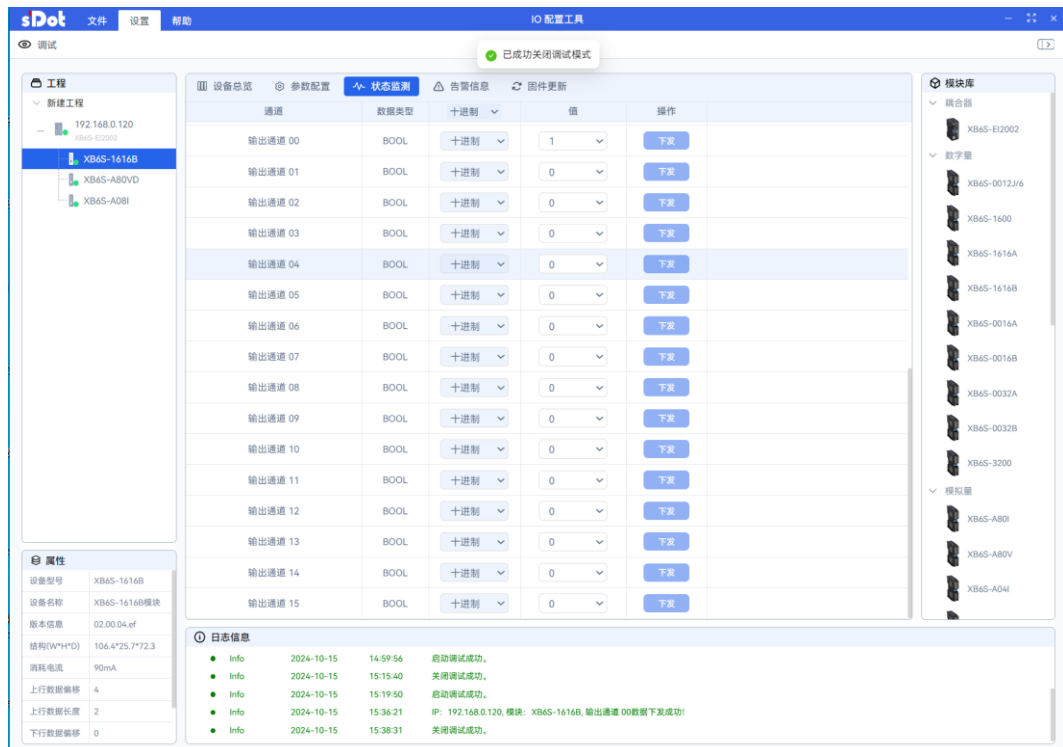 sDot 文件 设置 帮助 IO 配置工具
调试
已成功关闭调试模式
工程
新建工程
192.168.0.120
XB6S-EI2002
XB6S-1616B
XB6S-A80VD
XB6S-A08I
属性
设备型号 XB6S-1616B
设备名称 XB6S-1616B模块
版本信息 02.00.04.ef
结构(W*H*D) 106.4*25.7*72.3
消耗电流 90mA
上行数据偏移 4
上行数据长度 2
下行数据偏移 0
设备总览 参数配置 状态监测 告警信息 固件更新
通道 数据类型 十进制 值 操作
输出通道 00 BOOL 十进制 1 下发
输出通道 01 BOOL 十进制 0 下发
输出通道 02 BOOL 十进制 0 下发
输出通道 03 BOOL 十进制 0 下发
输出通道 04 BOOL 十进制 0 下发
输出通道 05 BOOL 十进制 0 下发
输出通道 06 BOOL 十进制 0 下发
输出通道 07 BOOL 十进制 0 下发
输出通道 08 BOOL 十进制 0 下发
输出通道 09 BOOL 十进制 0 下发
输出通道 10 BOOL 十进制 0 下发
输出通道 11 BOOL 十进制 0 下发
输出通道 12 BOOL 十进制 0 下发
输出通道 13 BOOL 十进制 0 下发
输出通道 14 BOOL 十进制 0 下发
输出通道 15 BOOL 十进制 0 下发
日志信息
Info 2024-10-15 14:59:56 启动调试成功。
Info 2024-10-15 15:15:40 关闭调试成功。
Info 2024-10-15 15:19:50 启动调试成功。
Info 2024-10-15 15:36:21 IP: 192.168.0.120, 模块: XB6S-1616B, 输出通道 00数据下发成功!
Info 2024-10-15 15:38:31 关闭调试成功。
模块库
耦合器
XB6S-EI2002
数字量
XB6S-0012J/6
XB6S-1600
XB6S-1616A
XB6S-1616B
XB6S-0016A
XB6S-0016B
XB6S-0032A
XB6S-0032B
XB6S-3200
模拟量
XB6S-A80I
XB6S-A80V
XB6S-A04I